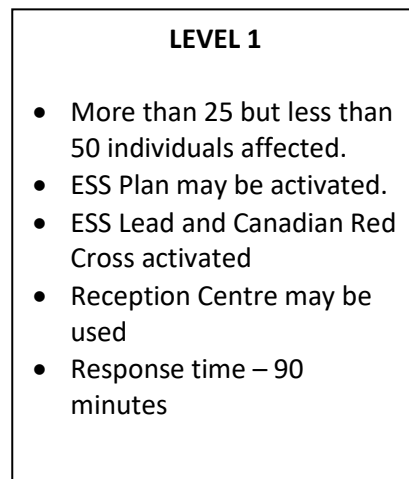 LEVEL 1
• More than 25 but less than
50 individuals affected.
• ESS Plan may be activated.
• ESS Lead and Canadian Red
Cross activated
• Reception Centre may be
used
• Response time – 90
minutes